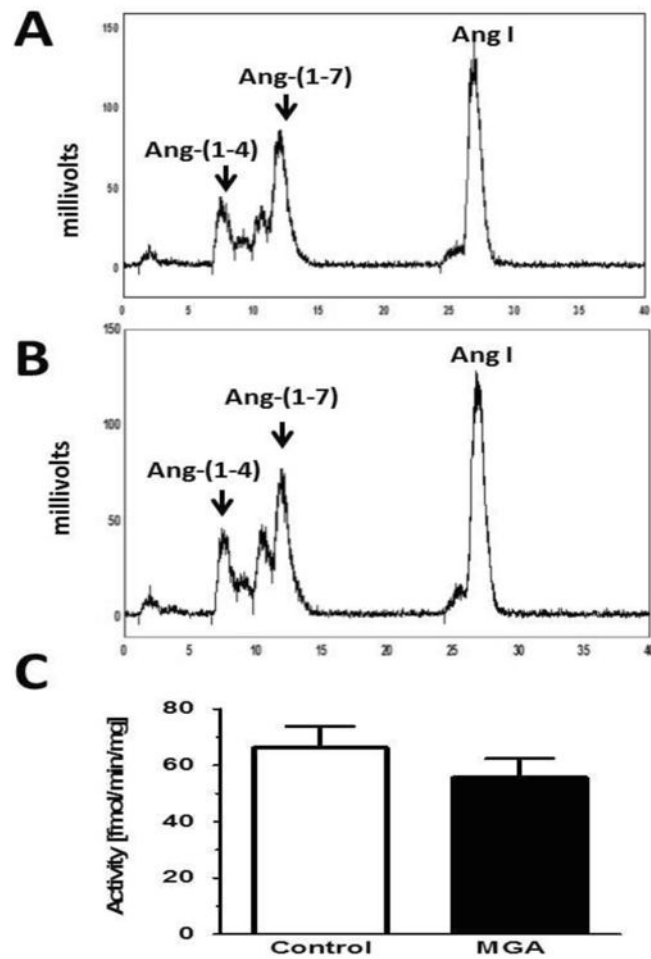 A
150
Ang I
Ang-(1-7)
100
Ang-(1-4)
millivolts
50
0
0 5 10 15 20 25 30 35 40
B
150
Ang I
Ang-(1-7)
100
Ang-(1-4)
millivolts
50
0
0 5 10 15 20 25 30 35 40
C
80
60
Activity [fmol/min/mg]
40
20
0
Control MGA